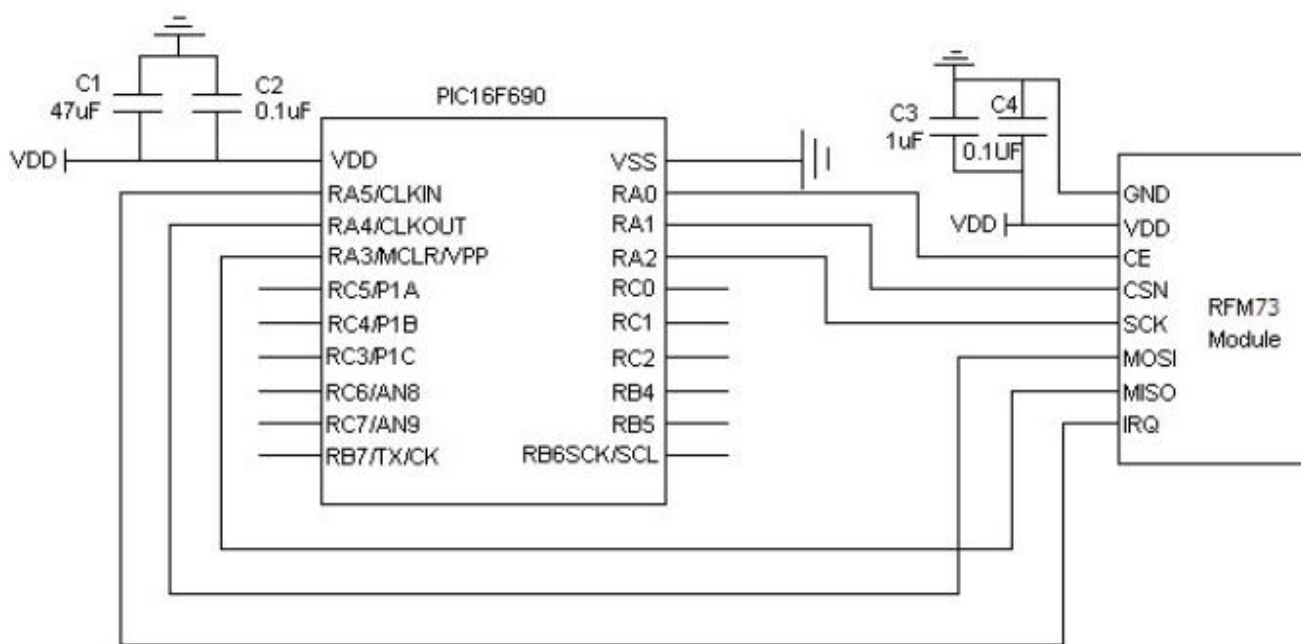 C1
47uF
C2
0.1uF
PIC16F690
VDD
VDD
RA5/CLKIN
RA4/CLKOUT
RA3/MCLR/VPP
RC5/P1A
RC4/P1B
RC3/P1C
RC6/AN8
RC7/AN9
RB7/TX/CK
VSS
RA0
RA1
RA2
RC0
RC1
RC2
RB4
RB5
RB6SCK/SCL
C3
1uF
C4
0.1UF
VDD
GND
VDD
CE
CSN
SCK
MOSI
MISO
IRQ
RFM73
Module